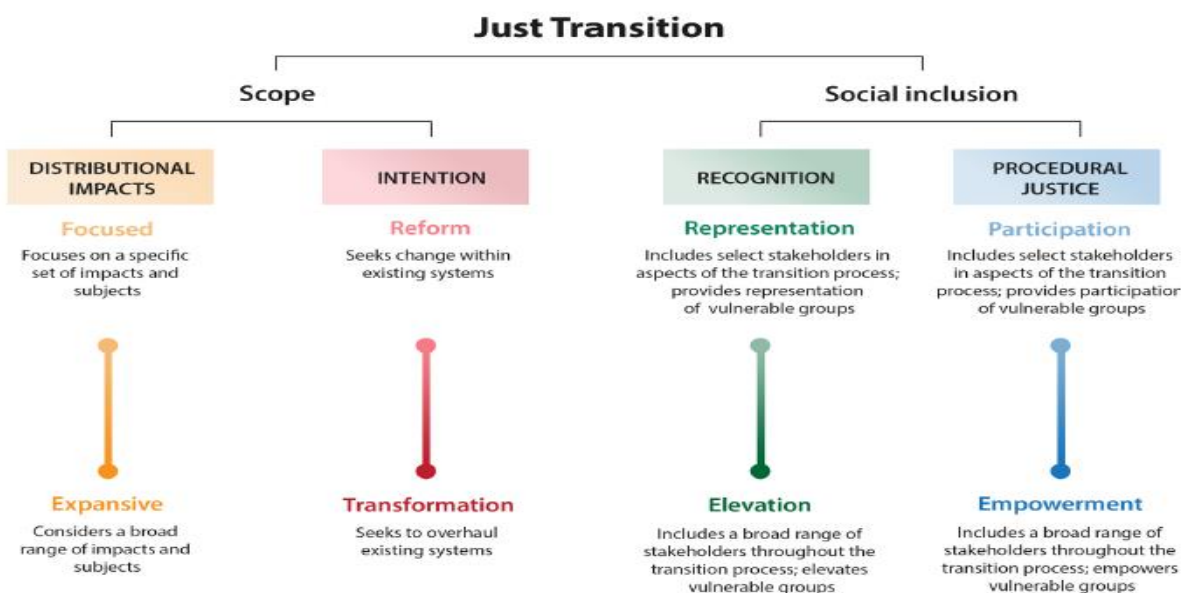 Just Transition
Scope
Social inclusion
DISTRIBUTIONAL
IMPACTS
Focused
Focuses on a specific
set of impacts and
subjects
Expansive
Considers a broad
range of impacts and
subjects
INTENTION
Reform
Seeks change within
existing systems
Transformation
Seeks to overhaul
existing systems
RECOGNITION
Representation
Includes select stakeholders in
aspects of the transition process;
provides representation
of vulnerable groups
Elevation
Includes a broad range of
stakeholders throughout the
transition process; elevates
vulnerable groups
PROCEDURAL
JUSTICE
Participation
Includes select stakeholders
in aspects of the transition
process; provides participation
of vulnerable groups
Empowerment
Includes a broad range of
stakeholders throughout the
transition process; empowers
vulnerable groups